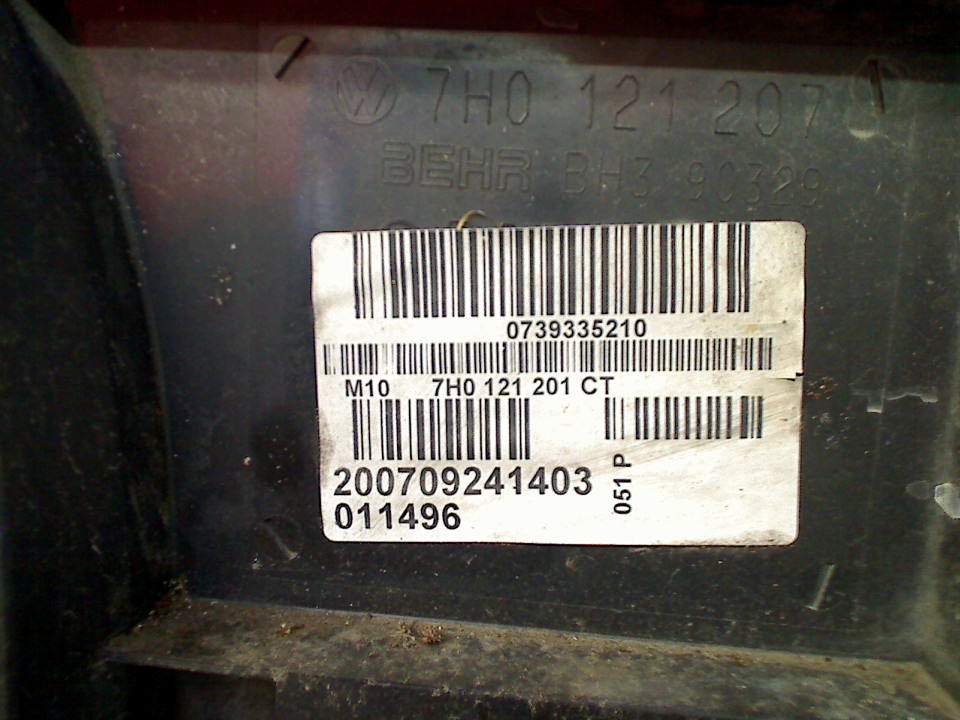 7H0 121 207
BEHR BH3 90329
0739335210
M10 7H0 121 201 CT
200709241403
011496
051 P